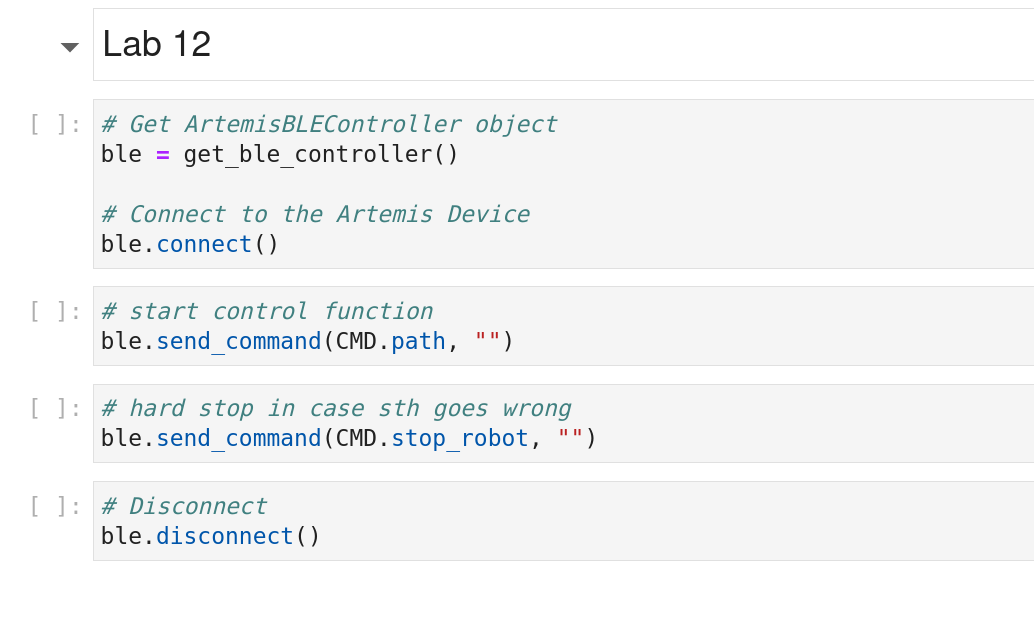 Lab 12
[ ]:
# Get ArtemisBLEController object
ble = get_ble_controller()
# Connect to the Artemis Device
ble.connect()
[ ]:
# start control function
ble.send_command(CMD.path, "")
[ ]:
# hard stop in case sth goes wrong
ble.send_command(CMD.stop_robot, "")
[ ]:
# Disconnect
ble.disconnect()